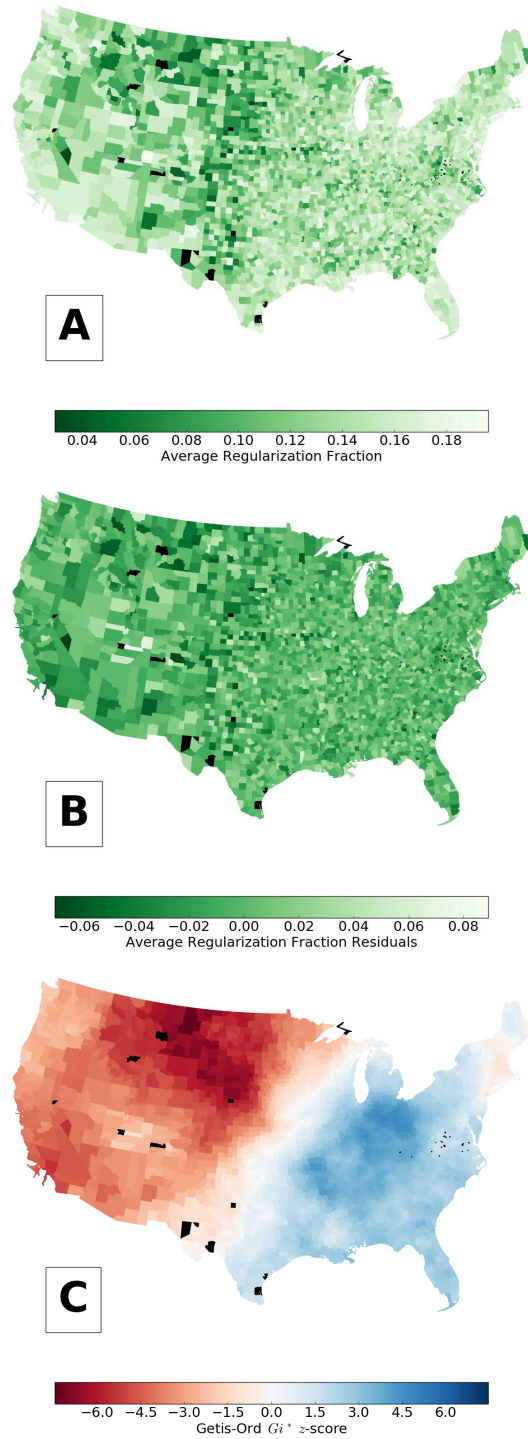 A
0.04 0.06 0.08 0.10 0.12 0.14 0.16 0.18
Average Regularization Fraction
B
−0.06 −0.04 −0.02 0.00 0.02 0.04 0.06 0.08
Average Regularization Fraction Residuals
C
−6.0 −4.5 −3.0 −1.5 0.0 1.5 3.0 4.5 6.0
Getis-Ord Gi* z-score